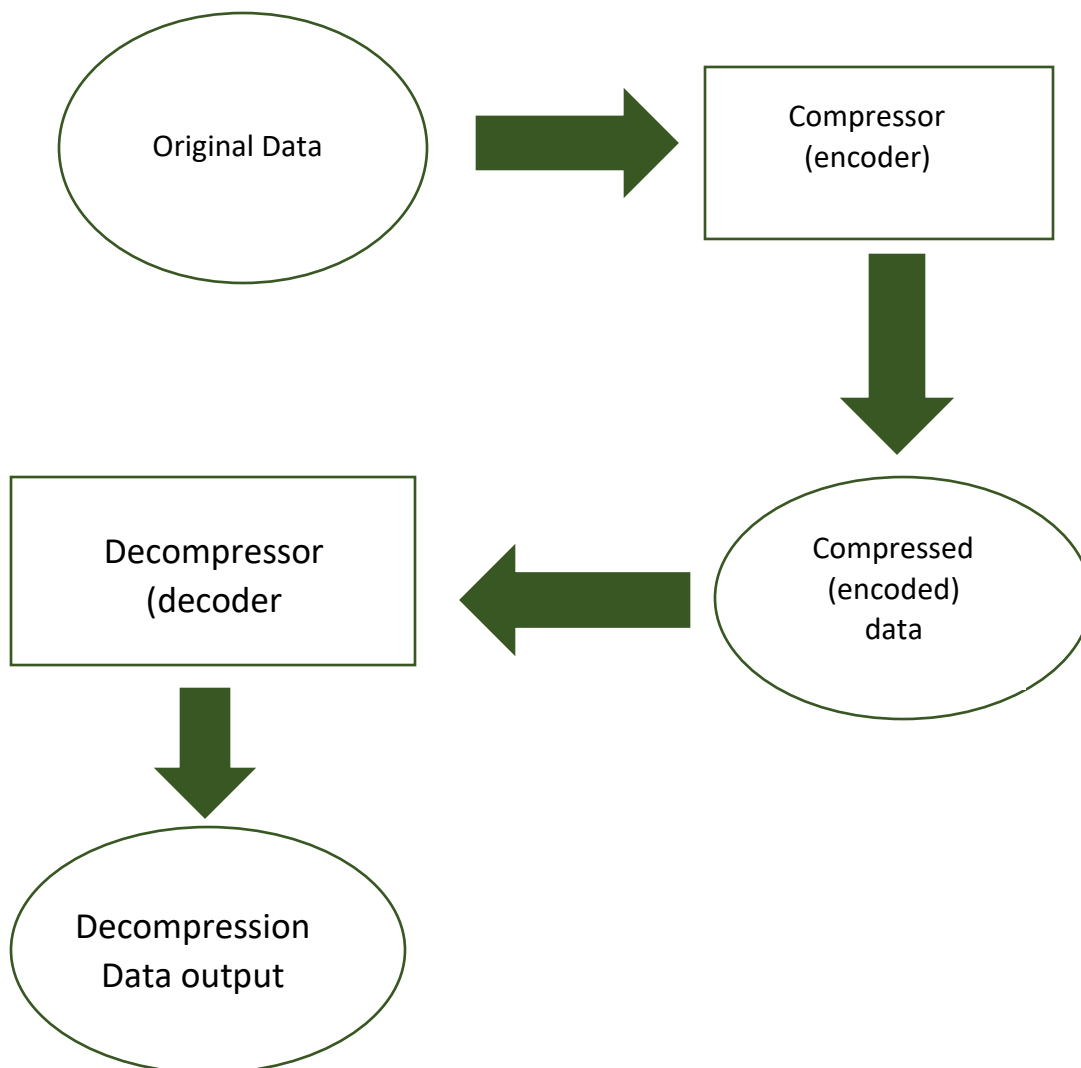 Original Data
Compressor
(encoder)
Compressed
(encoded)
data
Decompressor
(decoder
Decompression
Data output